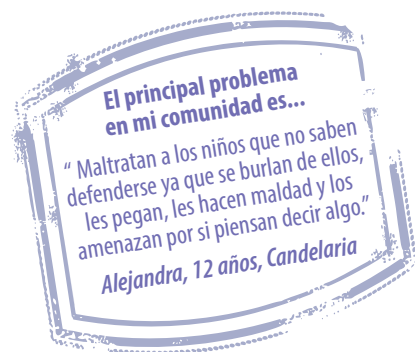 El principal problema
en mi comunidad es...
“ Maltratan a los niños que no saben
defenderse ya que se burlan de ellos,
les pegan, les hacen maldad y los
amenazan por si piensan decir algo.”
Alejandra, 12 años, Candelaria